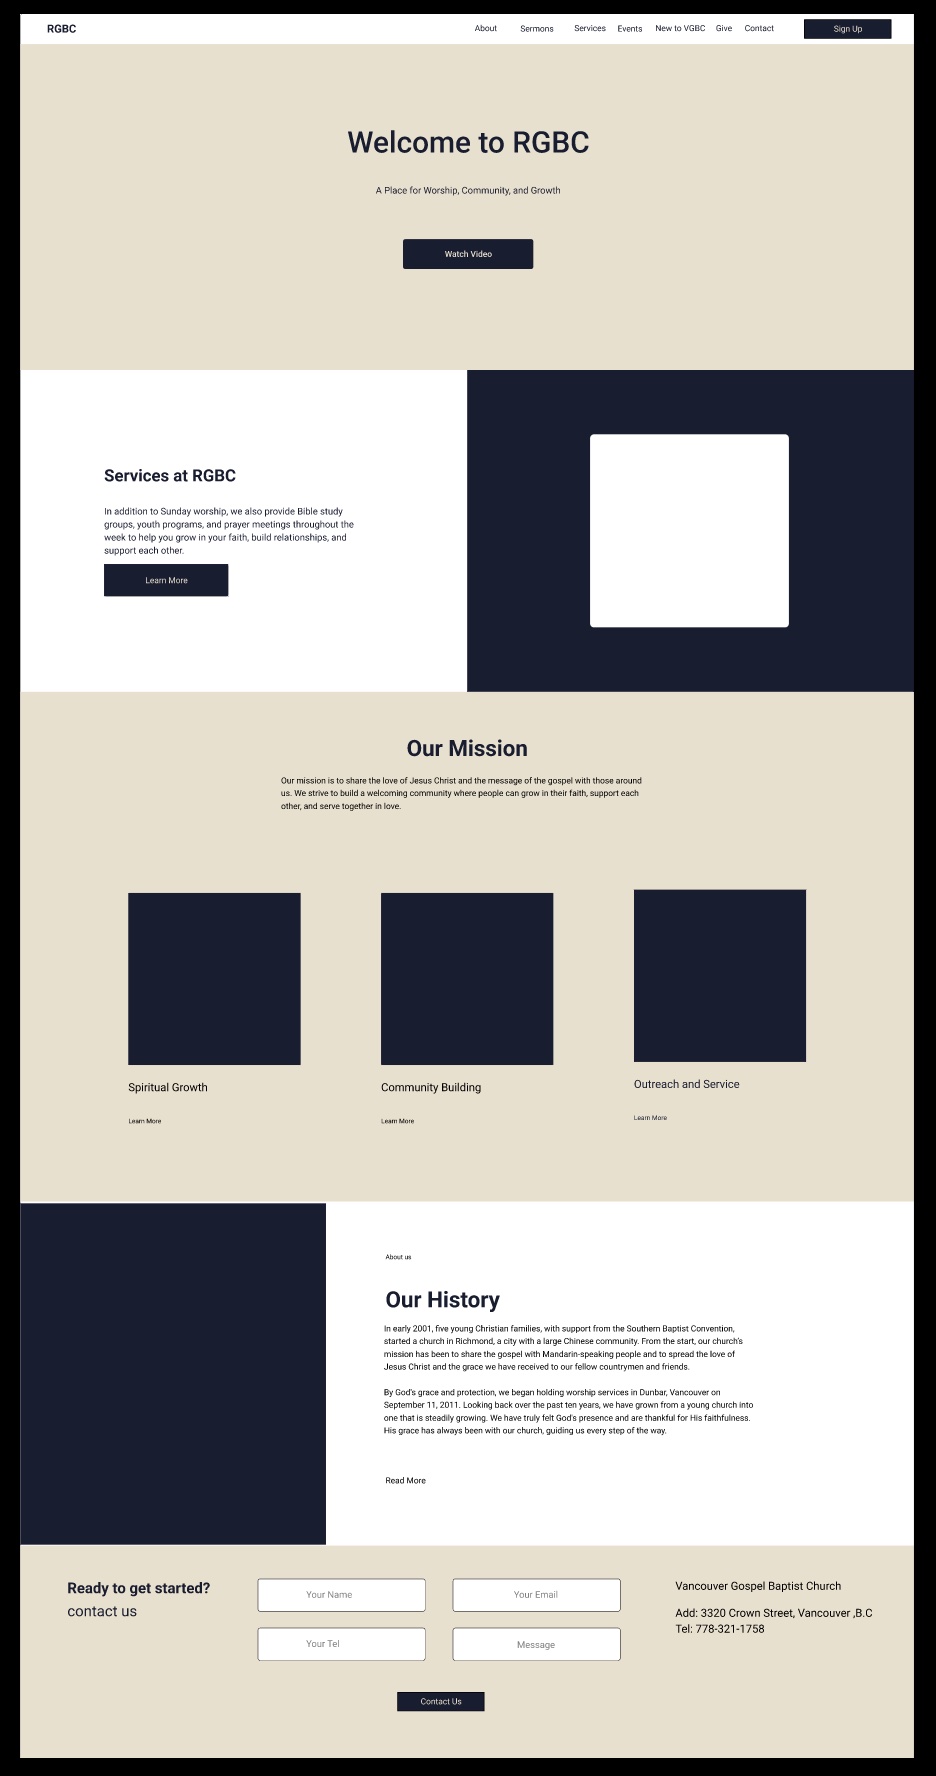 RGBC
About Sermons Services Events New to VGBC Give Contact Sign Up
Welcome to RGBC
A Place for Worship, Community, and Growth
Watch Video
Services at RGBC
In addition to Sunday worship, we also provide Bible study
groups, youth programs, and prayer meetings throughout the
week to help you grow in your faith, build relationships, and
support each other.
Learn More
Our Mission
Our mission is to share the love of Jesus Christ and the message of the gospel with those around
us. We strive to build a welcoming community where people can grow in their faith, support each
other, and serve together in love.
Spiritual Growth
Learn More
Community Building
Learn More
Outreach and Service
Learn More
About us
Our History
In early 2001, five young Christian families, with support from the Southern Baptist Convention,
started a church in Richmond, a city with a large Chinese community. From the start, our church's
mission has been to share the gospel with Mandarin-speaking people and to spread the love of
Jesus Christ and the grace we have received to our fellow countrymen and friends.
By God's grace and protection, we began holding worship services in Dunbar, Vancouver on
September 11, 2011. Looking back over the past ten years, we have grown from a young church into
one that is steadily growing. We have truly felt God's presence and are thankful for His faithfulness.
His grace has always been with our church, guiding us every step of the way.
Read More
Ready to get started?
contact us
Your Name
Your Email
Your Tel
Message
Contact Us
Vancouver Gospel Baptist Church
Add: 3320 Crown Street, Vancouver ,B.C
Tel: 778-321-1758